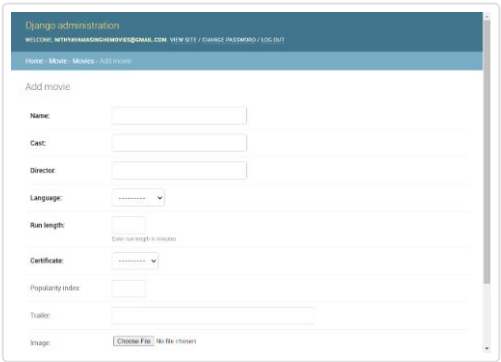 Django administration
WELCOME, NITHYAVAMASINGHEMOVIES@GMAIL.COM. VIEW SITE / CHANGE PASSWORD / LOG OUT
Home › Movie › Movies › Add movie
Add movie
Name:
Cast:
Director:
Language: ---------
Run length:
Enter run length in minutes
Certificate: ---------
Popularity index:
Trailer:
Image: Choose File No file chosen